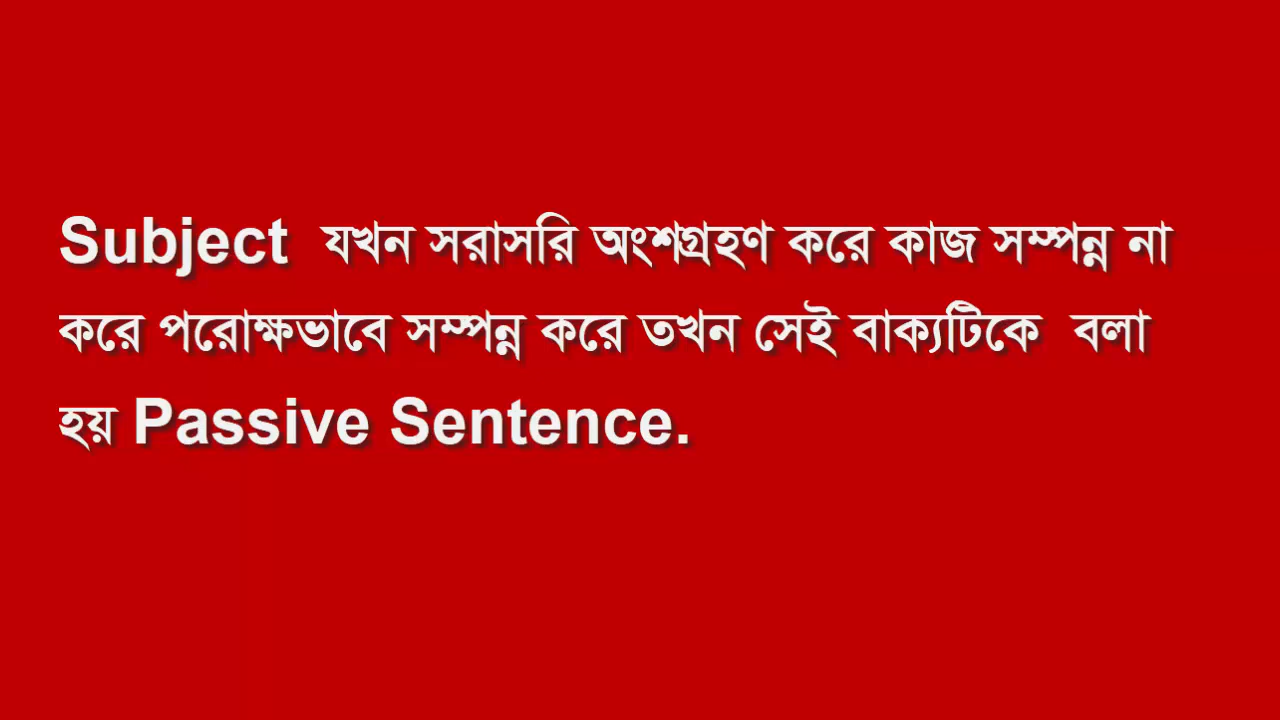 Subject যখন সরাসরি অংশগ্রহণ করে কাজ সম্পন্ন না
করে পরোক্ষভাবে সম্পন্ন করে তখন সেই বাক্যটিকে বলা
হয় Passive Sentence.